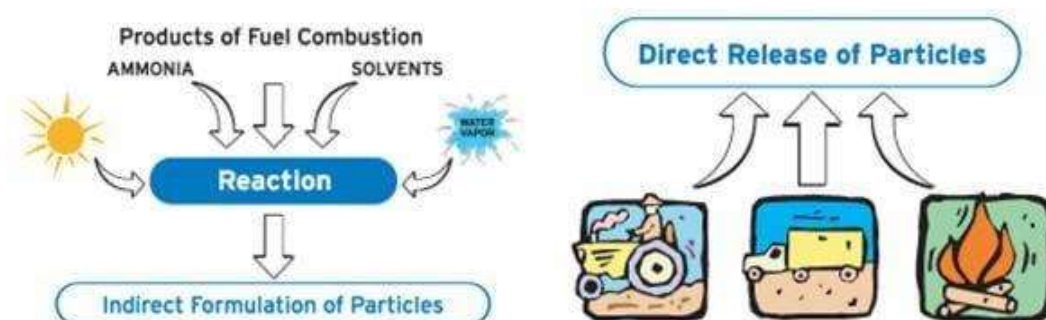 Products of Fuel Combustion
AMMONIA SOLVENTS
WATER
VAPOR
Reaction
Indirect Formulation of Particles
Direct Release of Particles